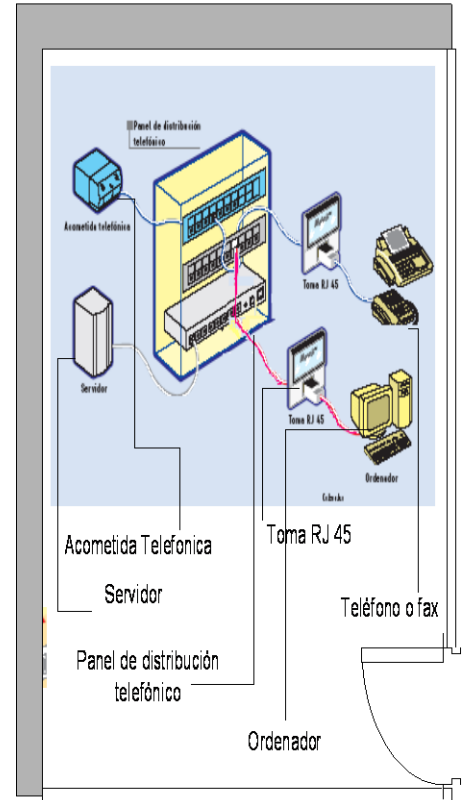 Panel de distribución
telefónico
Acometida telefónica
Toma RJ 45
Servidor
Toma RJ 45
Ordenador
Acometida Telefonica
Toma RJ 45
Servidor
Teléfono o fax
Panel de distribución
telefónico
Ordenador